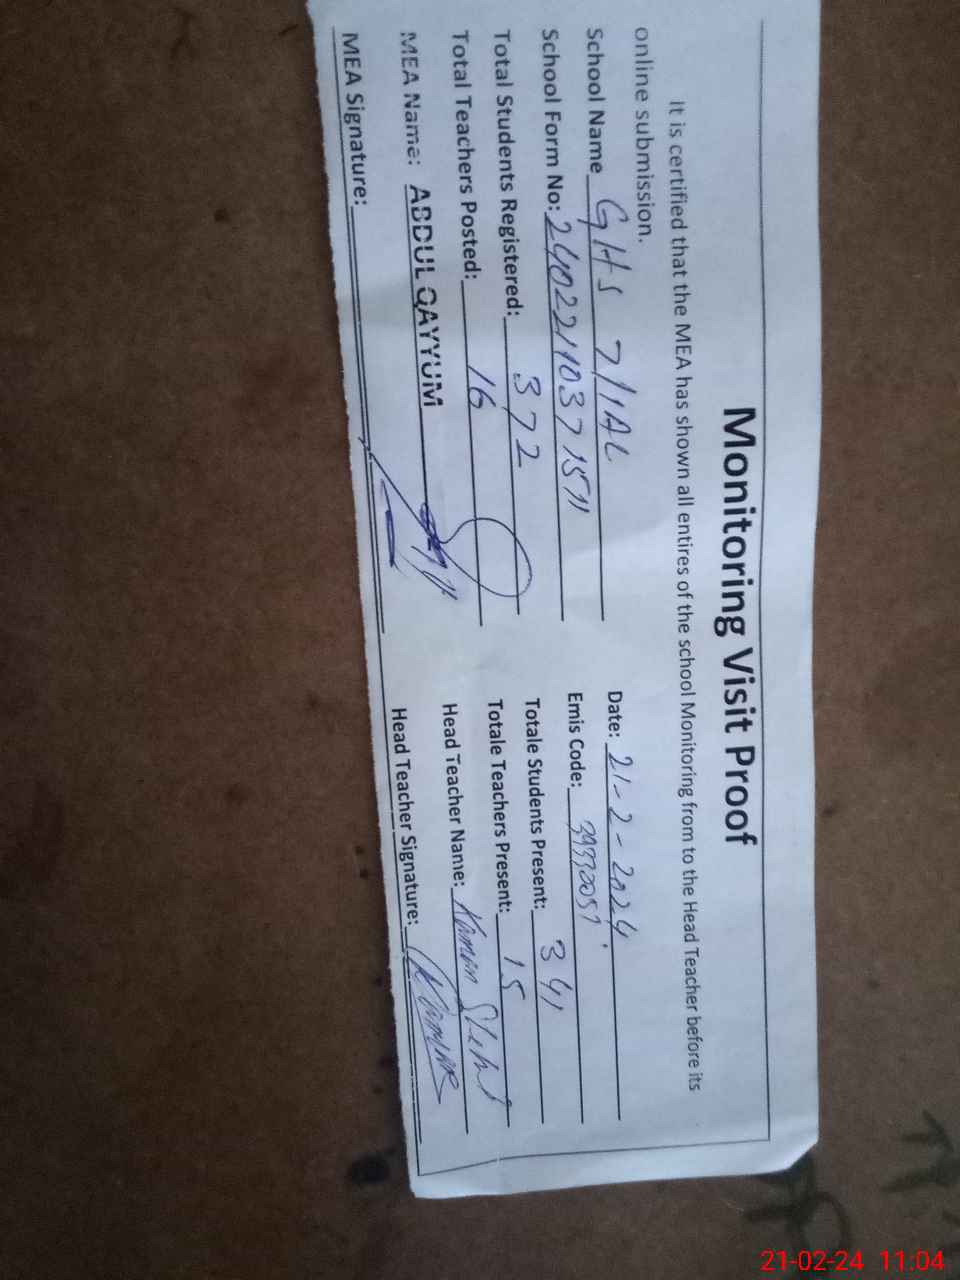 Monitoring Visit Proof
It is certified that the MEA has shown all entires of the school Monitoring from to the Head Teacher before its
online submission.
School Name GHS 7/1AL Date: 21-2-2024
School Form No: Emis Code:
Total Students Registered: 372 Totale Students Present: 341
Total Teachers Posted: 16 Totale Teachers Present: 15
MEA Name: ABDUL QAYYUM Head Teacher Name:
MEA Signature: Head Teacher Signature:
21-02-24 11:04